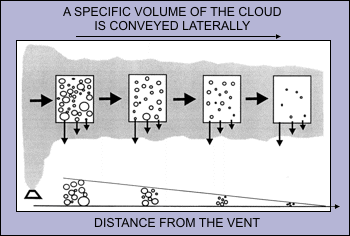 A SPECIFIC VOLUME OF THE CLOUD
IS CONVEYED LATERALLY
DISTANCE FROM THE VENT